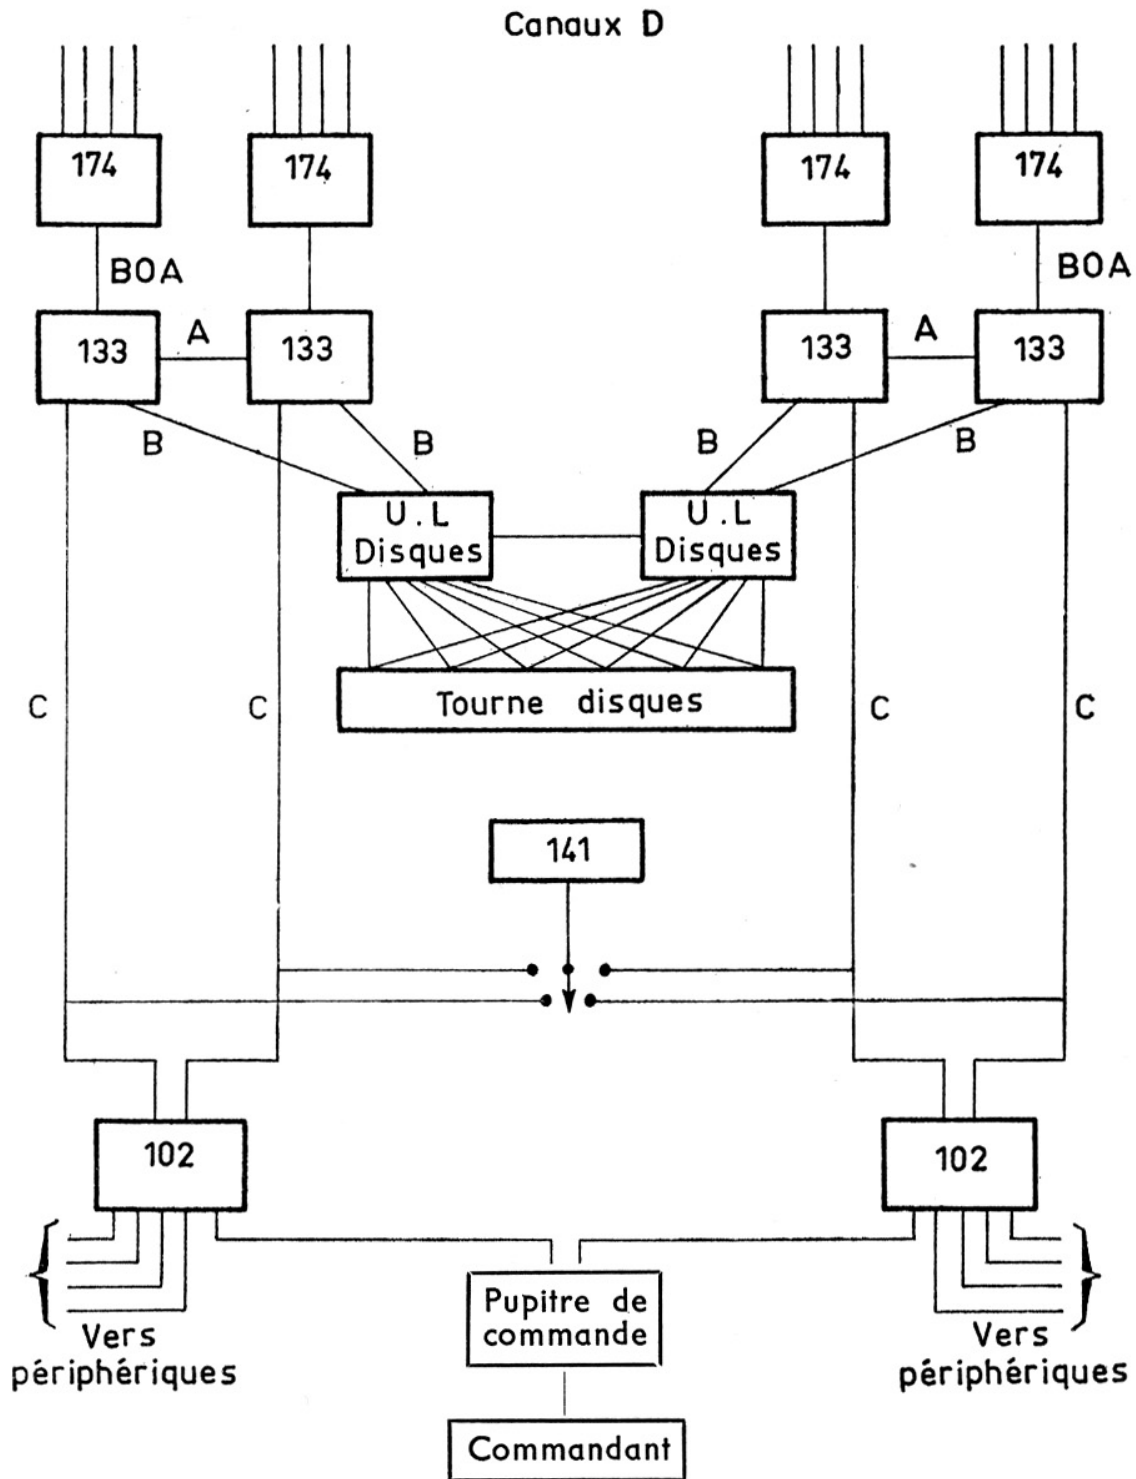 Canaux D
174
174
174
174
BOA
BOA
133
A
133
133
A
133
B
B
B
B
U.L
Disques
U.L
Disques
C
C
Tourne disques
C
C
141
102
102
Vers
périphériques
Pupitre de
commande
Vers
périphériques
Commandant